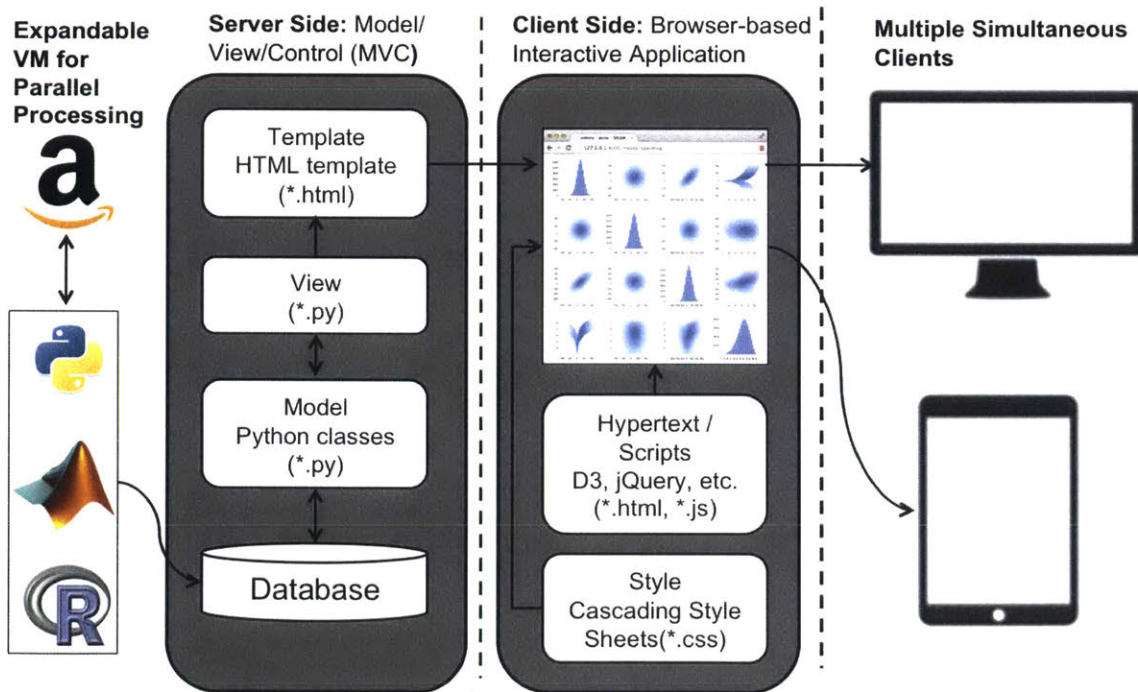 Expandable
VM for
Parallel
Processing
a
R
Server Side: Model/
View/Control (MVC)
Template
HTML template
(*.html)
View
(*.py)
Model
Python classes
(*.py)
Database
Client Side: Browser-based
Interactive Application
Hypertext /
Scripts
D3, jQuery, etc.
(*.html, *.js)
Style
Cascading Style
Sheets(*.css)
Multiple Simultaneous
Clients